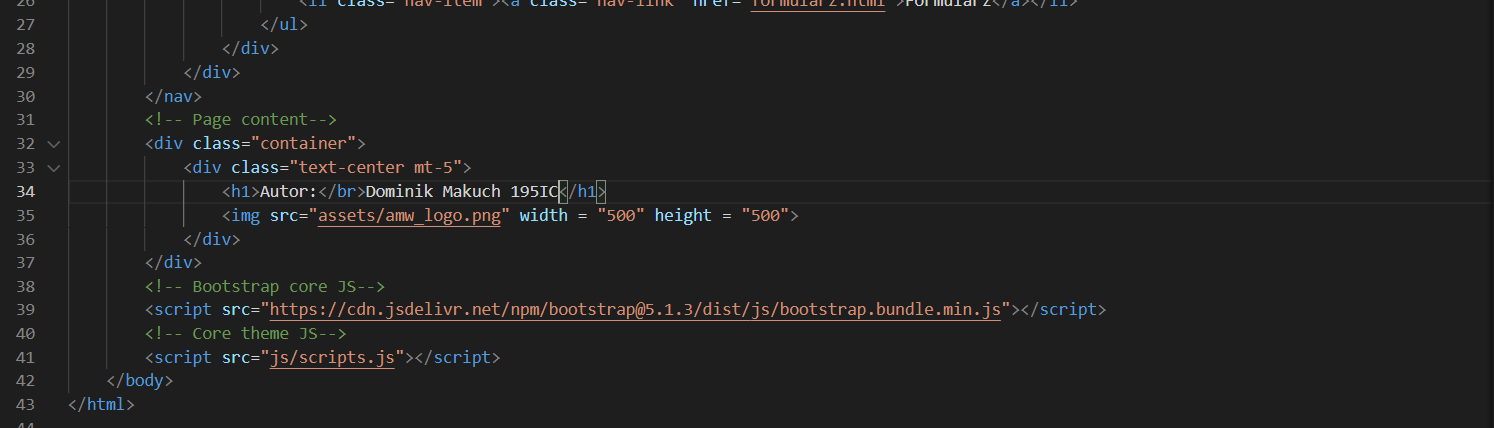 26 <li class="nav-item"><a class="nav-link" href="formularz.html">Formularz</a></li>
27 </ul>
28 </div>
29 </div>
30 </nav>
31 <!-- Page content-->
32 <div class="container">
33 <div class="text-center mt-5">
34 <h1>Autor:</br>Dominik Makuch 195IC</h1>
35 <img src="assets/amw_logo.png" width = "500" height = "500">
36 </div>
37 </div>
38 <!-- Bootstrap core JS-->
39 <script src="https://cdn.jsdelivr.net/npm/bootstrap@5.1.3/dist/js/bootstrap.bundle.min.js"></script>
40 <!-- Core theme JS-->
41 <script src="js/scripts.js"></script>
42 </body>
43 </html>
44